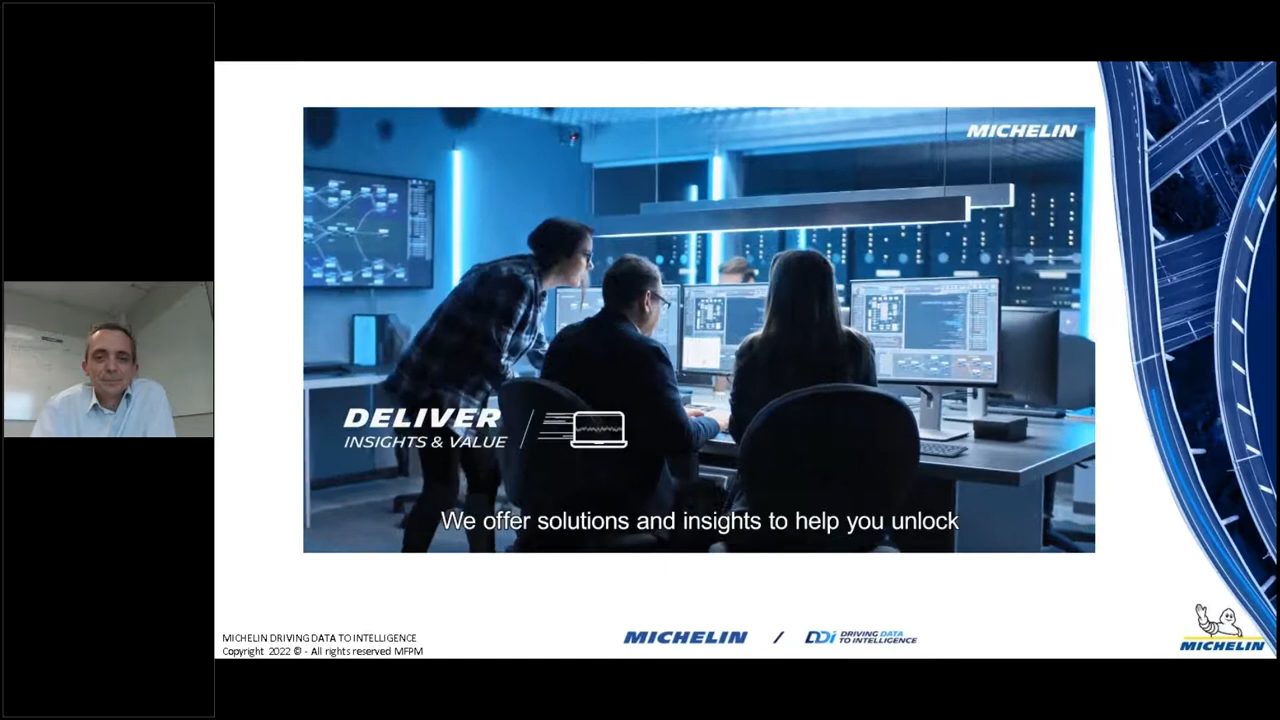 MICHELIN
DELIVER
INSIGHTS & VALUE
We offer solutions and insights to help you unlock
MICHELIN DRIVING DATA TO INTELLIGENCE
Copyright 2022 © - All rights reserved MFPM
MICHELIN / DDi DRIVING DATA
TO INTELLIGENCE
MICHELIN